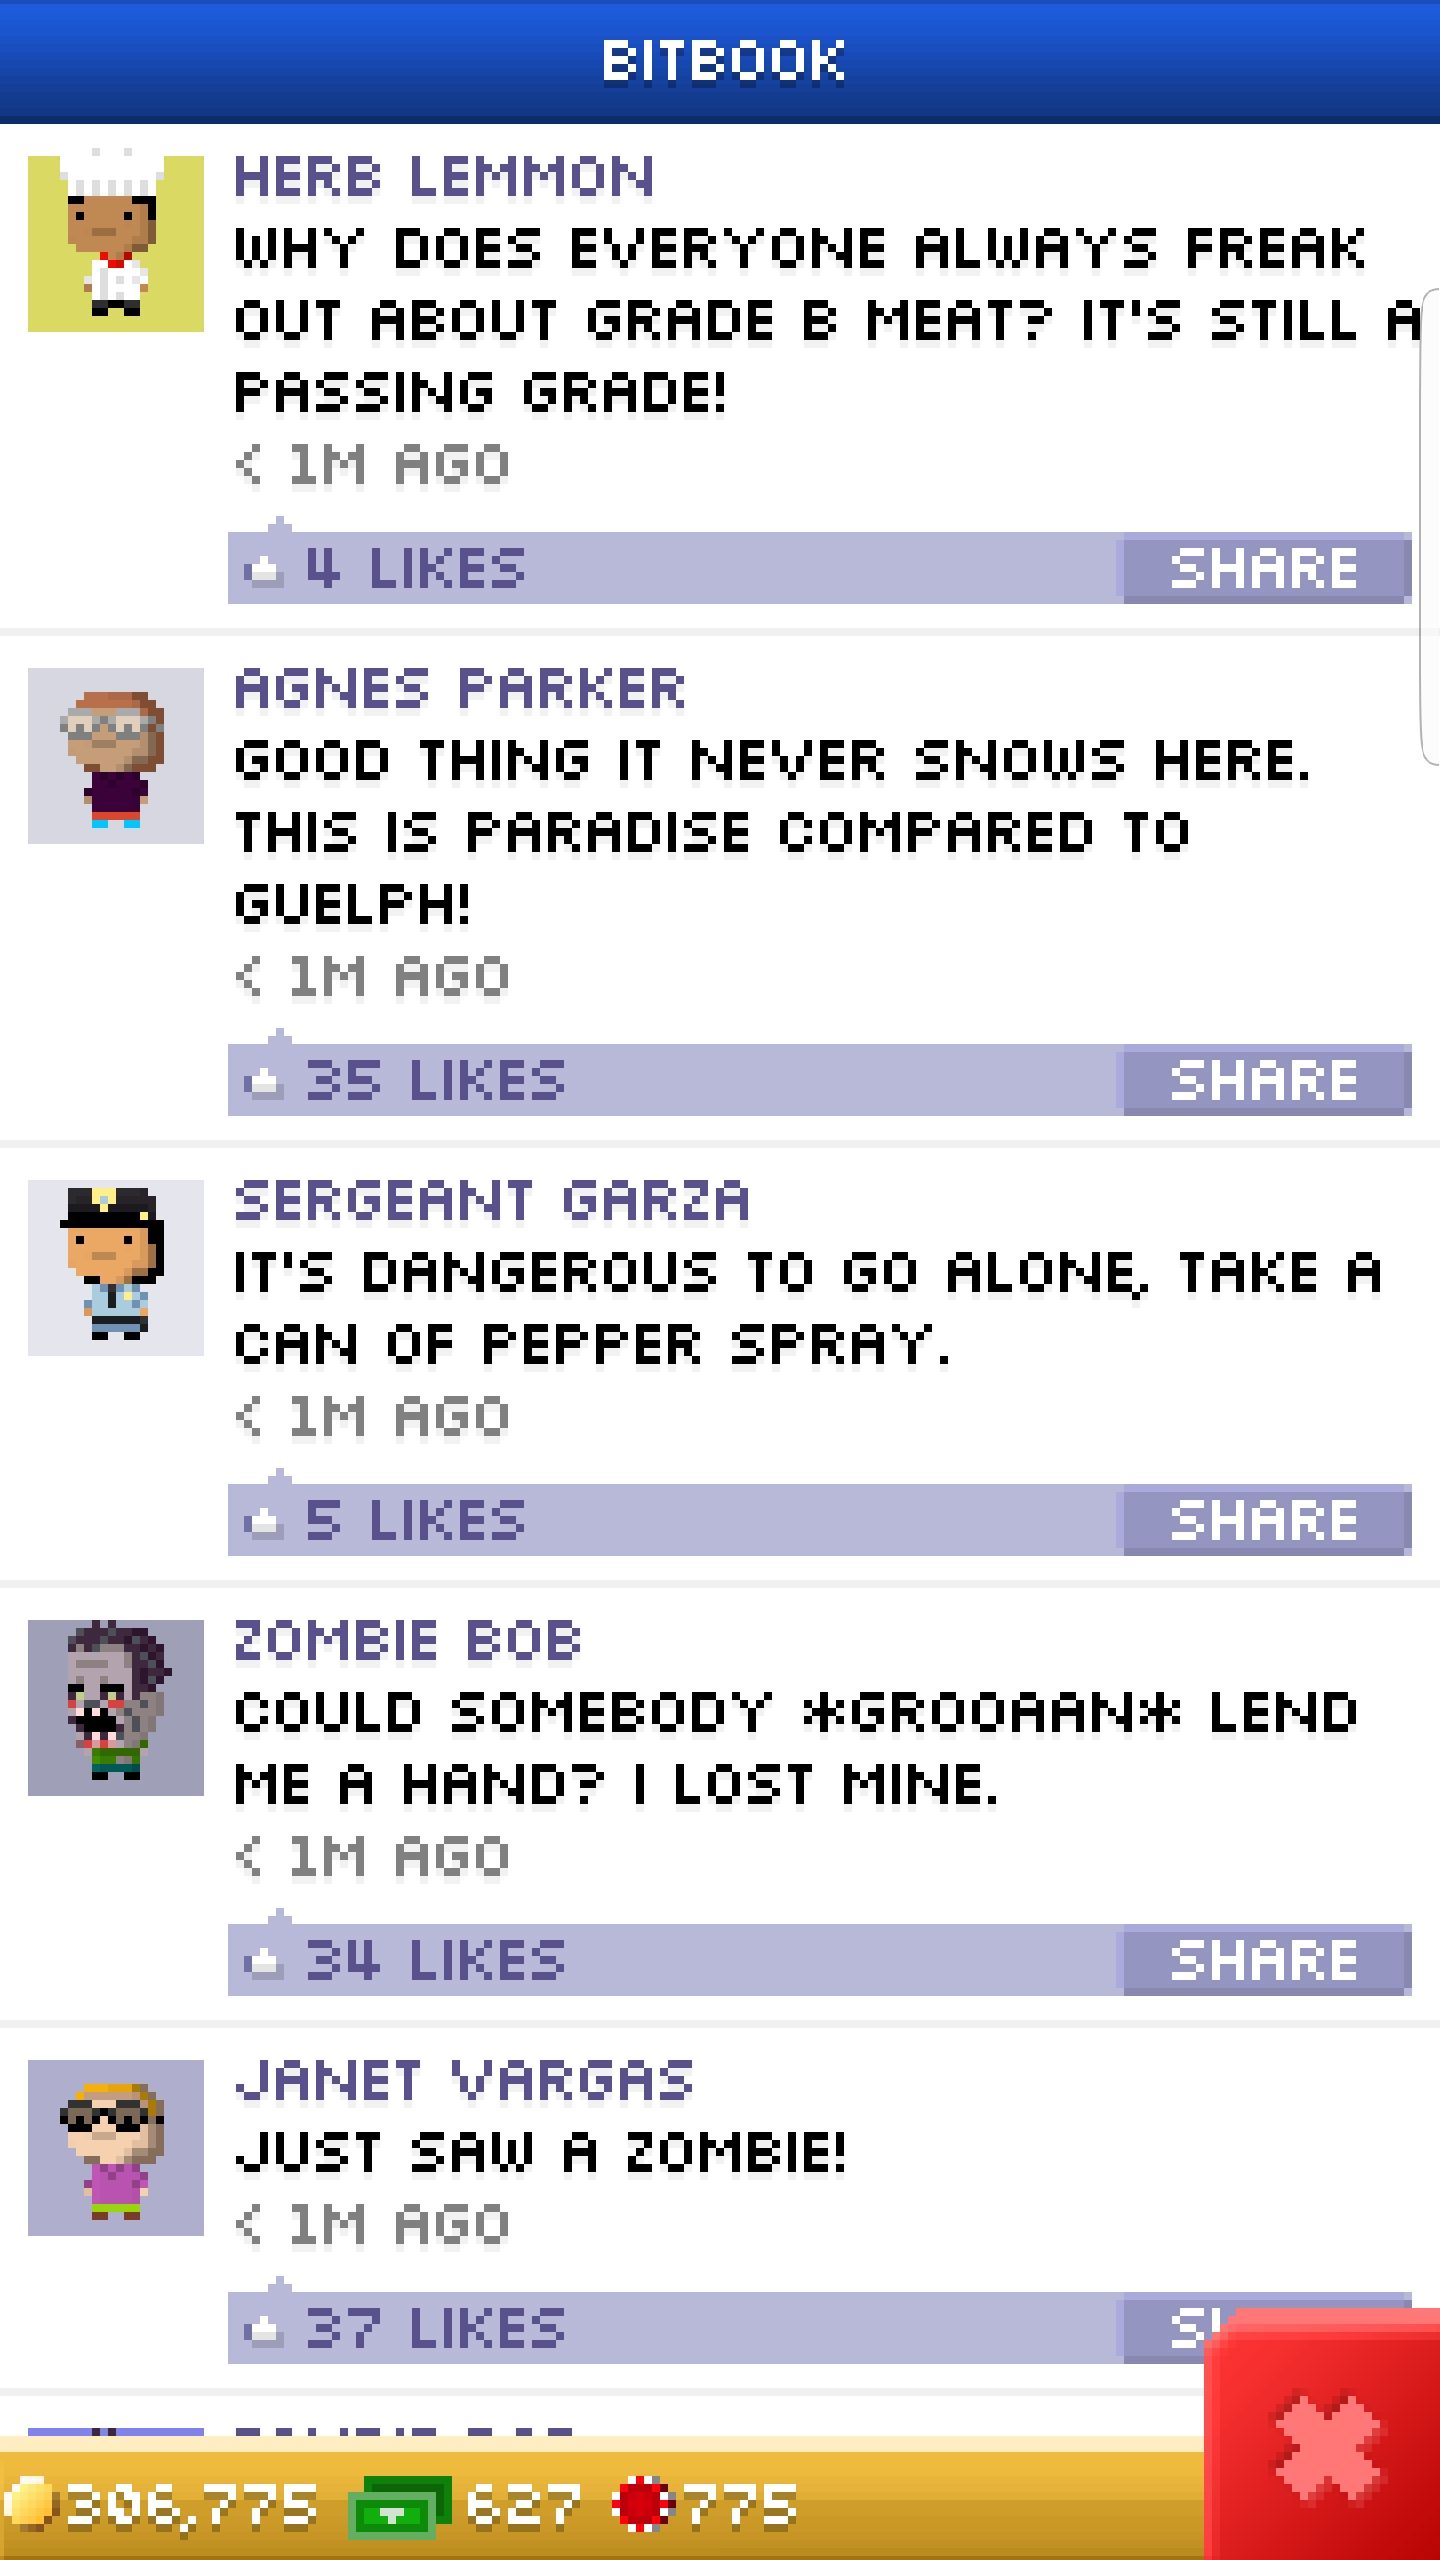 BITBOOK
HERB LEMMON
WHY DOES EVERYONE ALWAYS FREAK
OUT ABOUT GRADE B MEAT? IT'S STILL A
PASSING GRADE!
< 1M AGO
4 LIKES SHARE
AGNES PARKER
GOOD THING IT NEVER SNOWS HERE.
THIS IS PARADISE COMPARED TO
GUELPH!
< 1M AGO
35 LIKES SHARE
SERGEANT GARZA
IT'S DANGEROUS TO GO ALONE, TAKE A
CAN OF PEPPER SPRAY.
< 1M AGO
5 LIKES SHARE
ZOMBIE BOB
COULD SOMEBODY *GROOAAN* LEND
ME A HAND? I LOST MINE.
< 1M AGO
34 LIKES SHARE
JANET VARGAS
JUST SAW A ZOMBIE!
< 1M AGO
37 LIKES
306,775 627 775